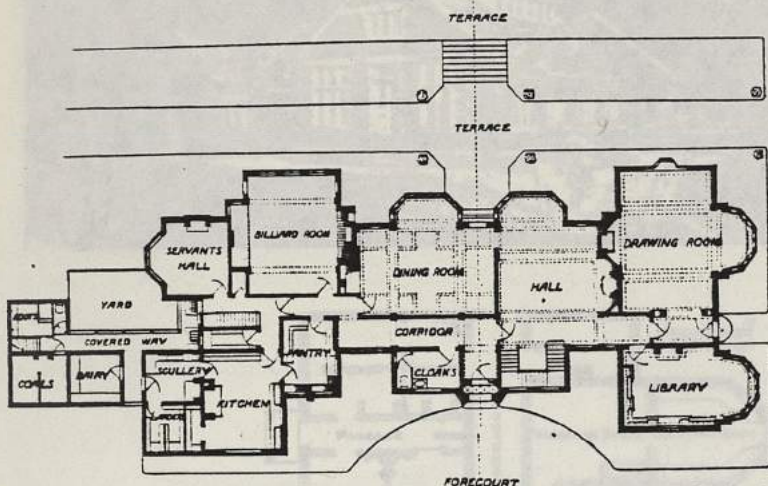 TERRACE
TERRACE
BILLIARD ROOM
SERVANTS
HALL
DRAWING ROOM
DINING ROOM
HALL
YARD
CORRIDOR
COVERED WAY
PANTRY
CLOAKS
SCULLERY
COALS
DAIRY
KITCHEN
LIBRARY
FORECOURT